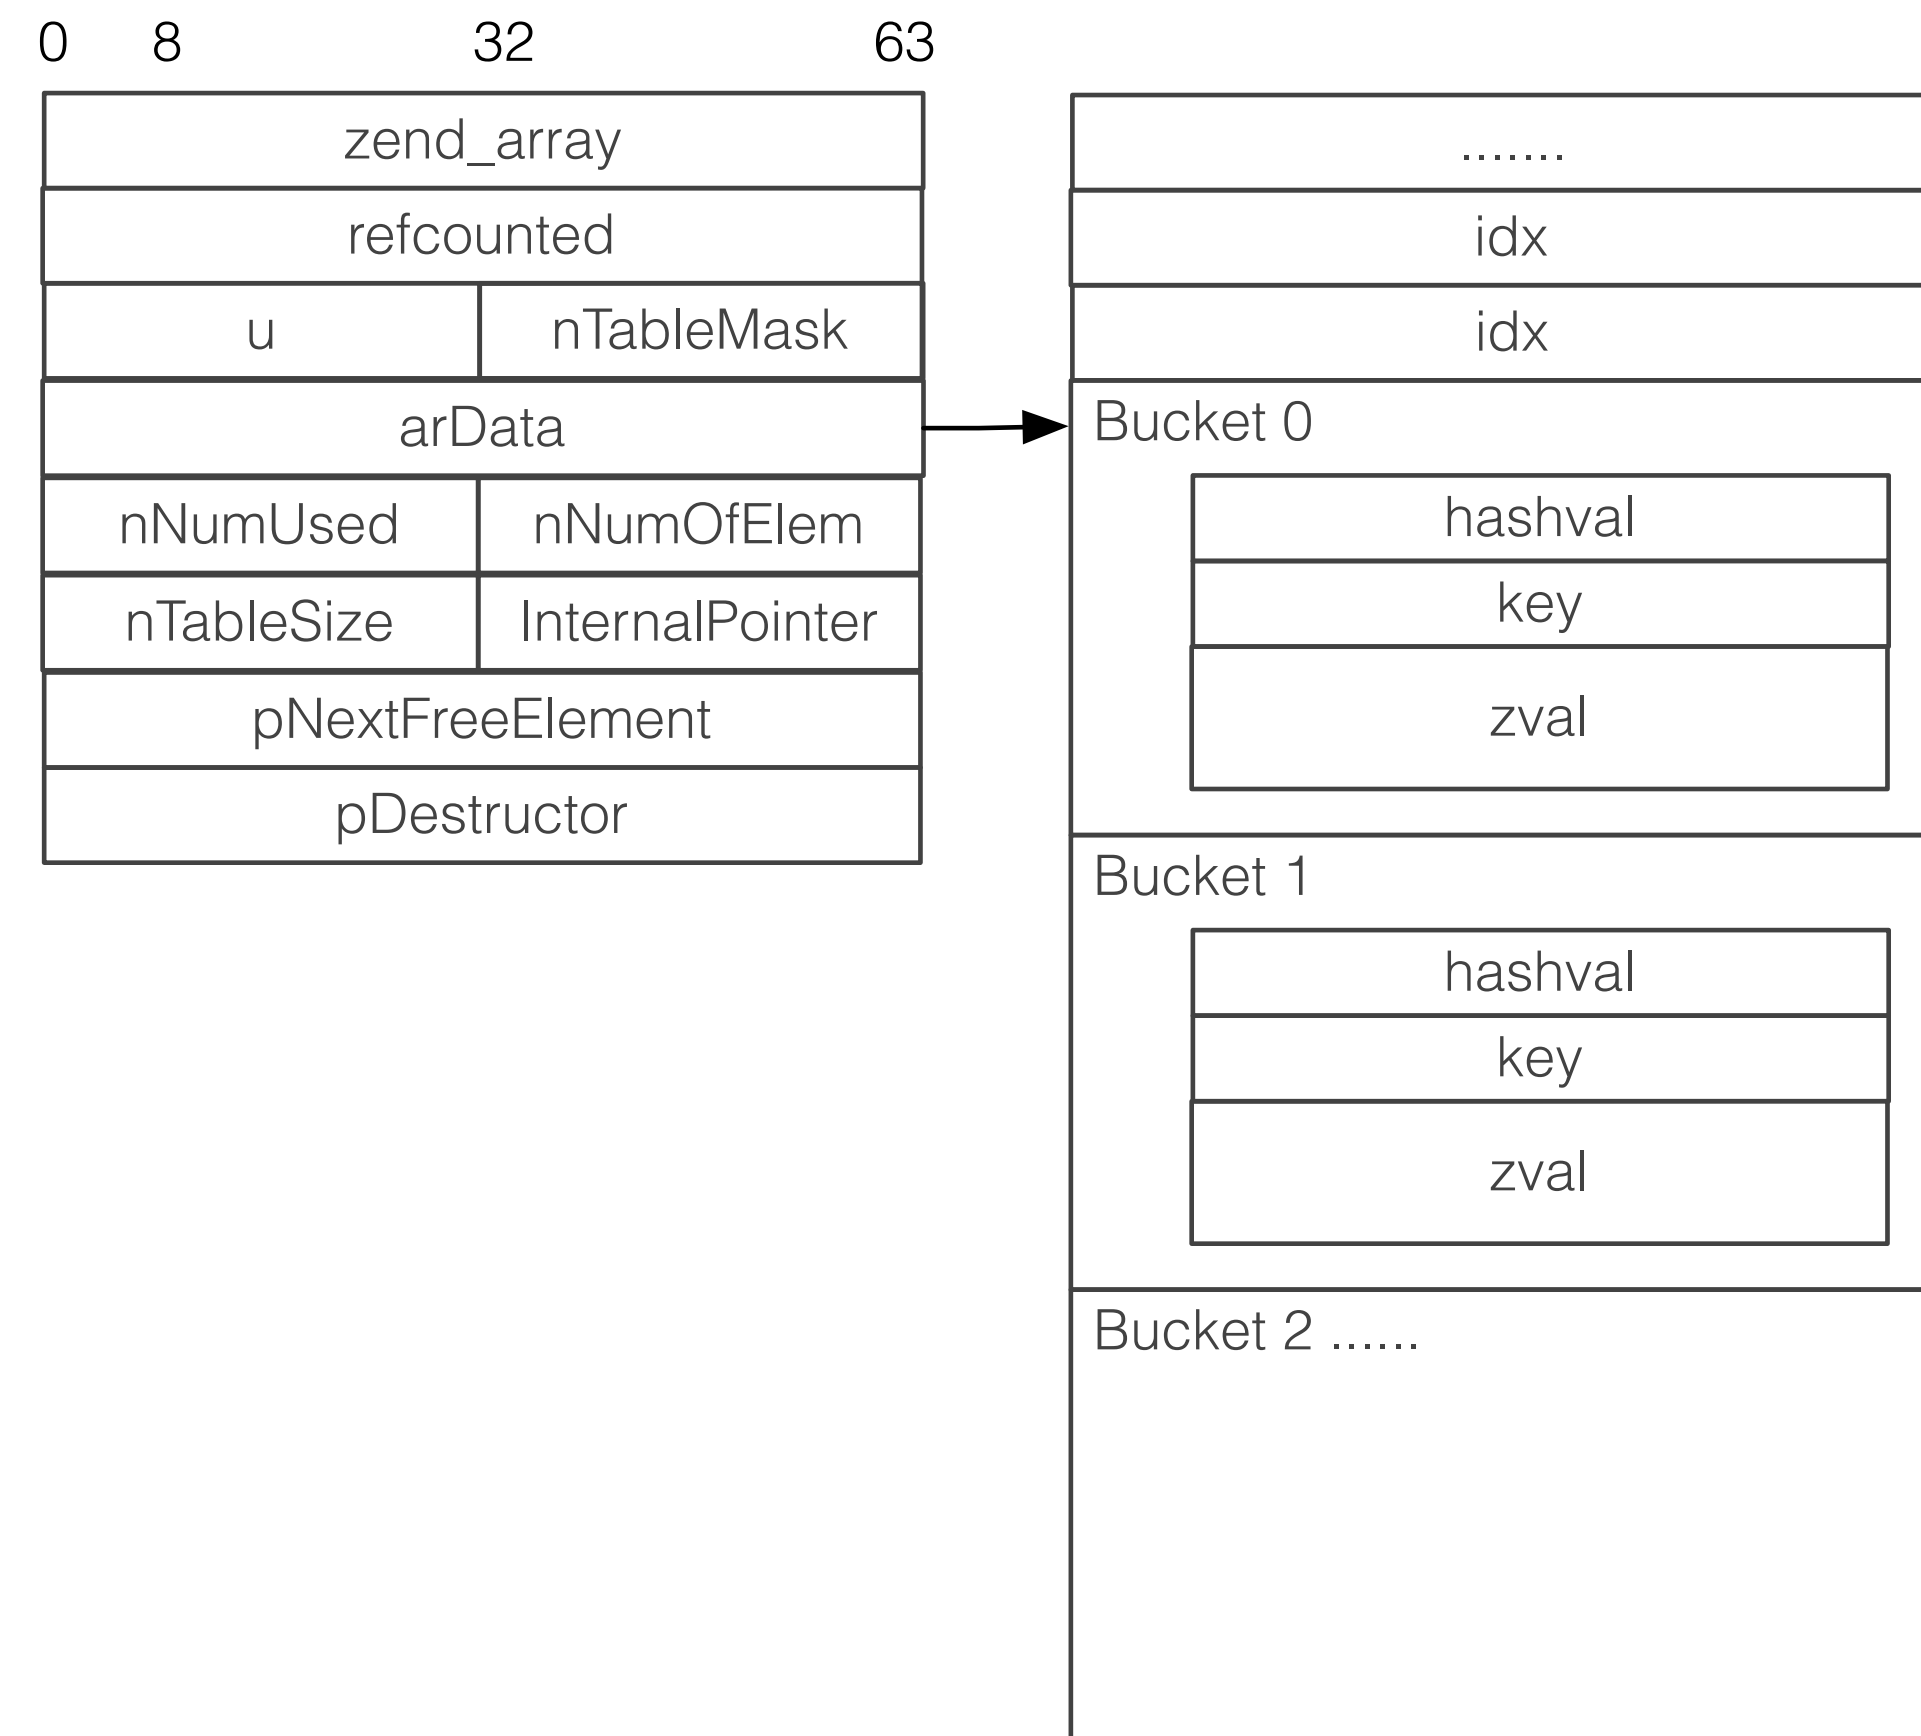 0 8 32 63
zend_array
refcounted
u nTableMask
arData
nNumUsed nNumOfElem
nTableSize InternalPointer
pNextFreeElement
pDestructor
.......
idx
idx
Bucket 0
hashval
key
zval
Bucket 1
hashval
key
zval
Bucket 2 ......